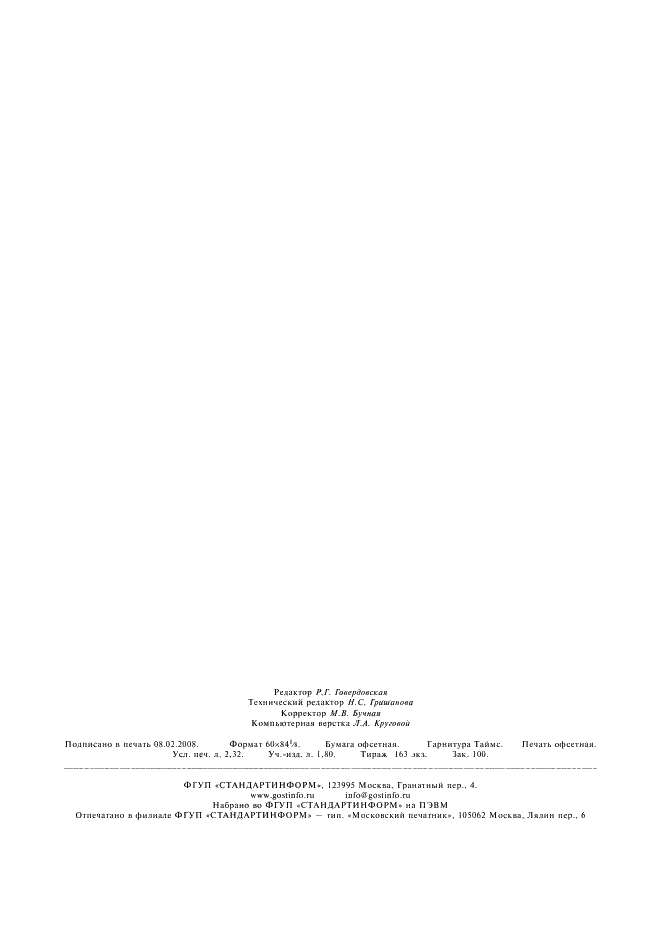 Редактор Р.Г. Говердовская
Технический редактор Н.С. Гришанова
Корректор М.В. Бучная
Компьютерная верстка Л.А. Круговой
Подписано в печать 08.02.2008. Формат 60×84⅛. Бумага офсетная. Гарнитура Таймс. Печать офсетная.
Усл. печ. л. 2,32. Уч.-изд. л. 1,80. Тираж 163 экз. Зак. 100.
ФГУП «СТАНДАРТИНФОРМ», 123995 Москва, Гранатный пер., 4.
www.gostinfo.ru info@gostinfo.ru
Набрано во ФГУП «СТАНДАРТИНФОРМ» на ПЭВМ
Отпечатано в филиале ФГУП «СТАНДАРТИНФОРМ» — тип. «Московский печатник», 105062 Москва, Лялин пер., 6